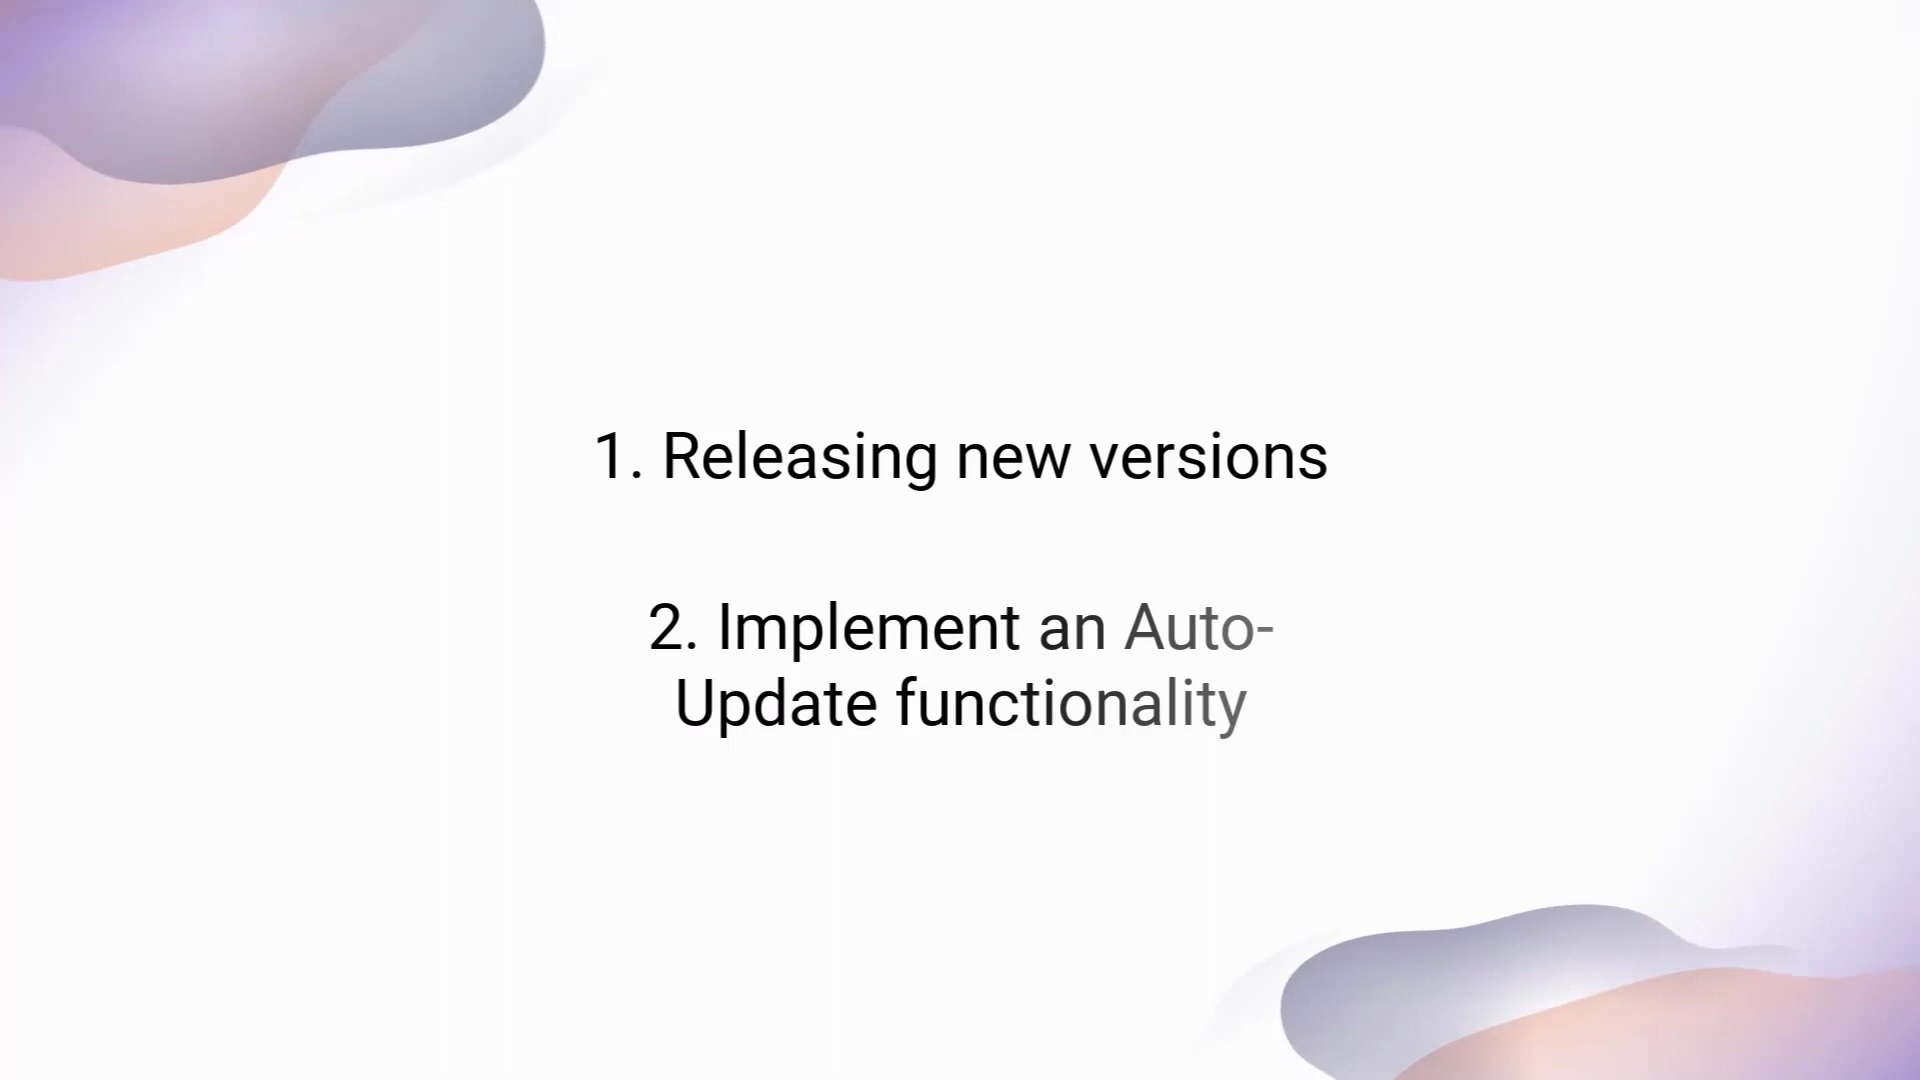 1. Releasing new versions
2. Implement an Auto-
Update functionality